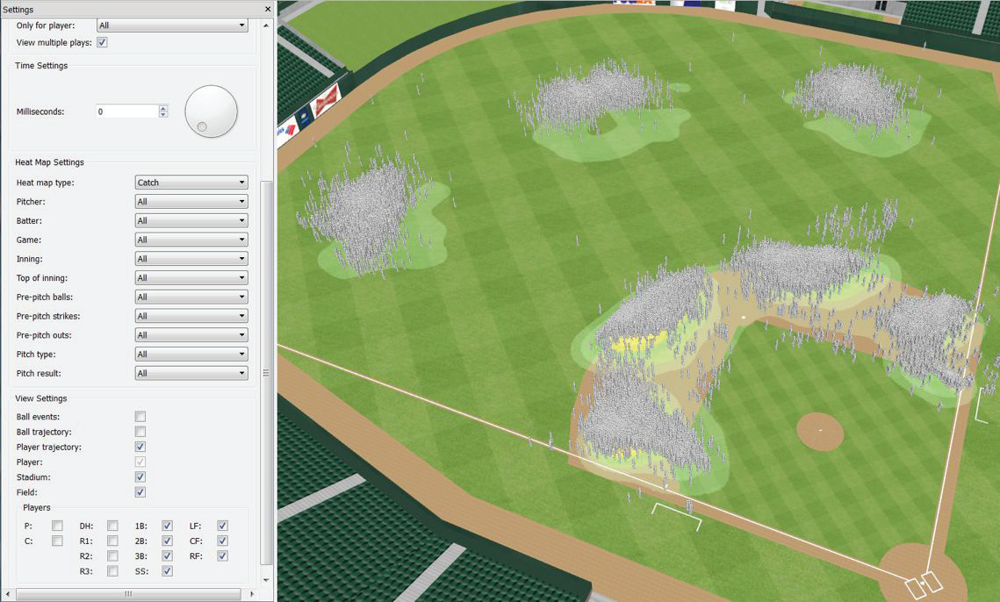 Settings
Only for player: All
View multiple plays:
Time Settings
Milliseconds: 0
Heat Map Settings
Heat map type: Catch
Pitcher: All
Batter: All
Game: All
Inning: All
Top of inning: All
Pre-pitch balls: All
Pre-pitch strikes: All
Pre-pitch outs: All
Pitch type: All
Pitch result: All
View Settings
Ball events:
Ball trajectory:
Player trajectory:
Player:
Stadium:
Field:
Players
P: DH: 1B: LF:
C: R1: 2B: CF:
R2: 3B: RF:
R3: SS: